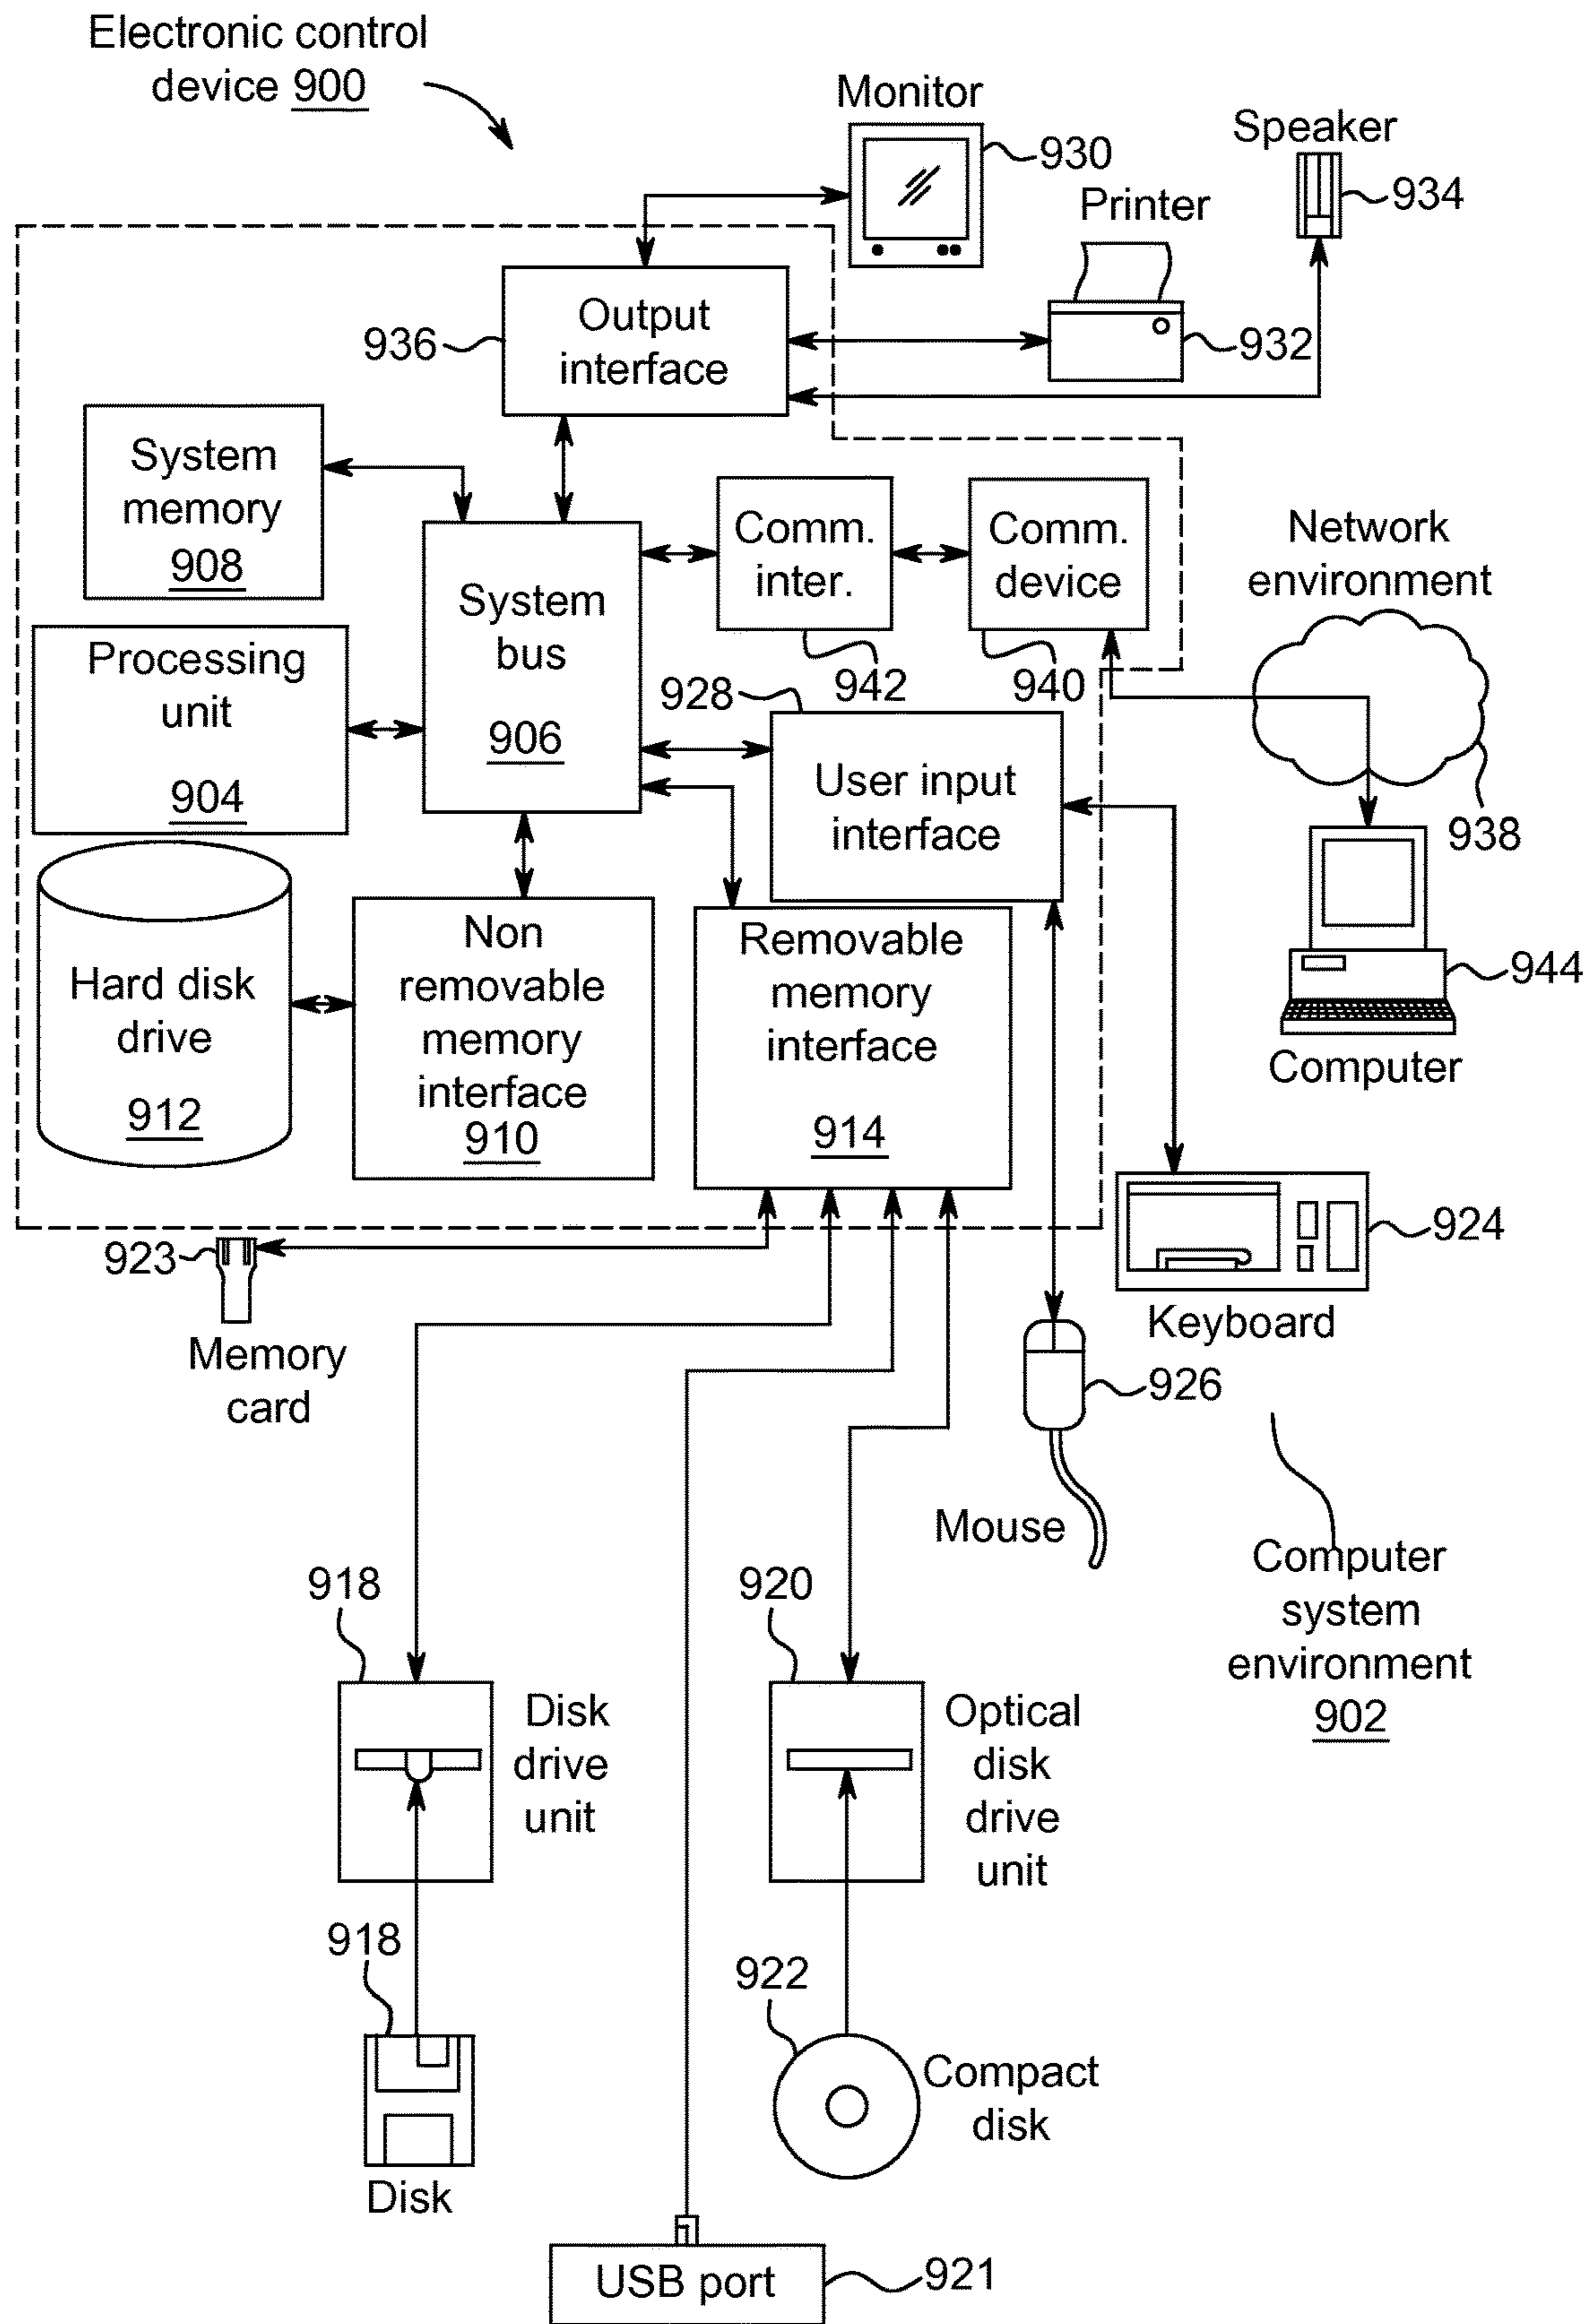 Electronic control
device 900
Monitor
930
Speaker
934
Printer
932
Output
interface
936
System
memory
908
Comm.
inter.
942
Comm.
device
940
Network
environment
938
System
bus
906
Processing
unit
904
928
User input
interface
944
Computer
Hard disk
drive
912
Non
removable
memory
interface
910
Removable
memory
interface
914
923
Memory
card
924
Keyboard
926
Mouse
Computer
system
environment
902
918
Disk
drive
unit
920
Optical
disk
drive
unit
918
Disk
922
Compact
disk
USB port
921